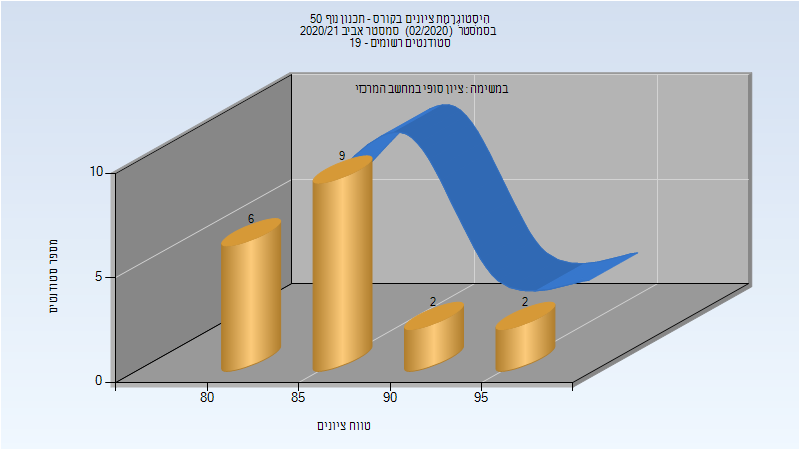 היסטוגרמת ציונים בקורס - תכנון נוף 50
בסמסטר (02/2020) סמסטר אביב 2020/21
סטודנטים רשומים - 19
במשימה : ציון סופי במחשב המרכזי
מספר סטודנטים
10
5
0
6
9
2
2
80
85
90
95
טווח ציונים